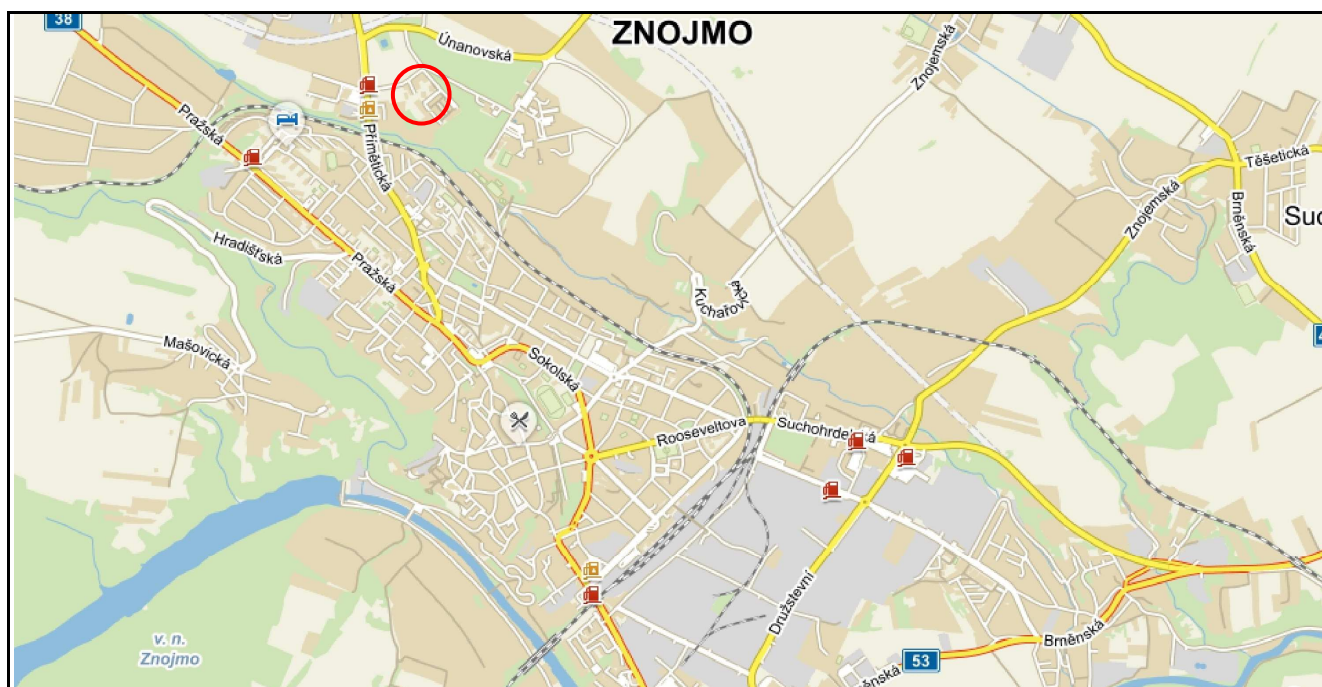 38
ZNOJMO
Únanovská
Znojemská
Pražská
Přímětická
Těšetická
Znojemská
Brněnská
Suc
Hradišťská
Pražská
Kuchařovická
Mašovická
Sokolská
Rooseveltova
Suchohrdelská
Družstevní
v. n.
Znojmo
Brněnská
53